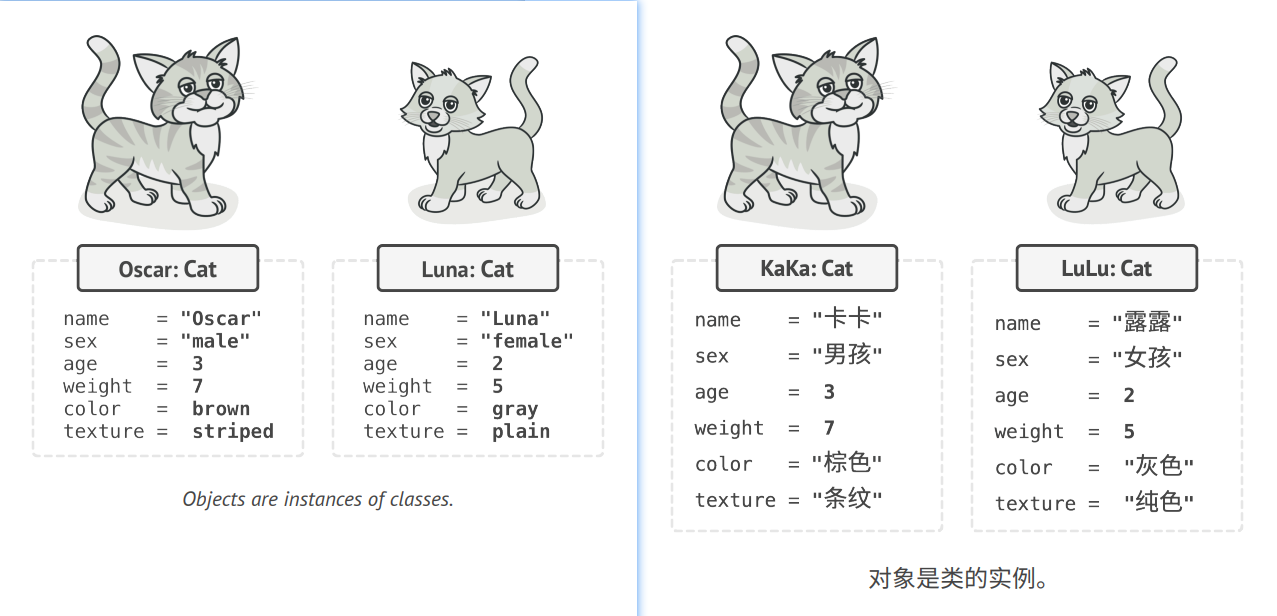 Oscar: Cat
name = "Oscar"
sex = "male"
age = 3
weight = 7
color = brown
texture = striped
Luna: Cat
name = "Luna"
sex = "female"
age = 2
weight = 5
color = gray
texture = plain
Objects are instances of classes.
KaKa: Cat
name = "卡卡"
sex = "男孩"
age = 3
weight = 7
color = "棕色"
texture = "条纹"
LuLu: Cat
name = "露露"
sex = "女孩"
age = 2
weight = 5
color = "灰色"
texture = "纯色"
对象是类的实例。